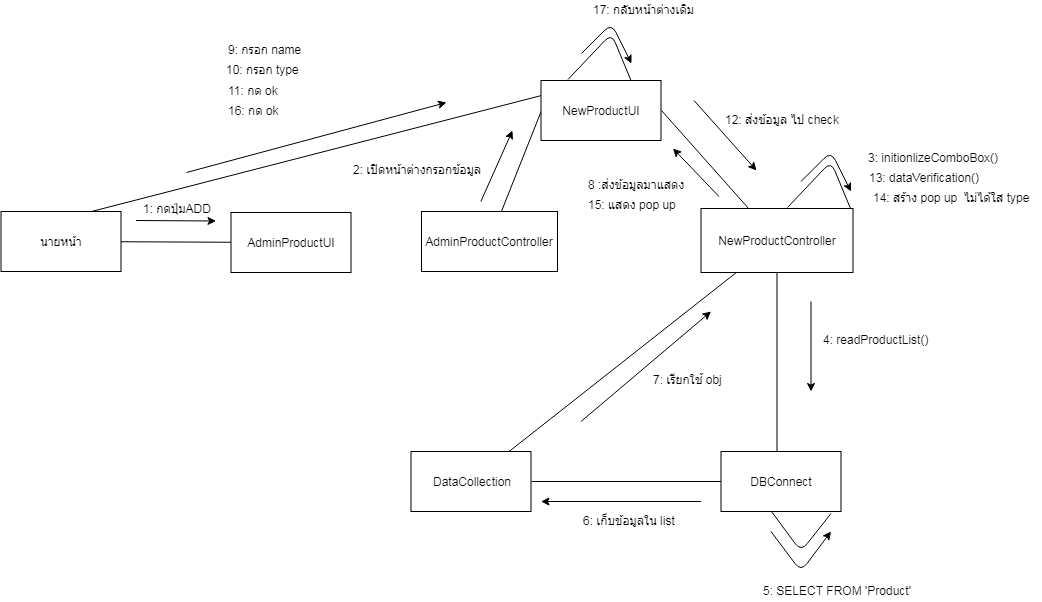 17: กลับหน้าต่างเดิม
9: กรอก name
10: กรอก type
11: กด ok
16: กด ok
NewProductUI
12: ส่งข้อมูล ไป check
2: เปิดหน้าต่างกรอกข้อมูล
8 :ส่งข้อมูลมาแสดง
15: แสดง pop up
3: initionlizeComboBox()
13: dataVerification()
14: สร้าง pop up ไม่ได้ใส type
1: กดปุ่มADD
นายหน้า
AdminProductUI
AdminProductController
NewProductController
4: readProductList()
7: เรียกใช้ obj
DataCollection
DBConnect
6: เก็บข้อมูลใน list
5: SELECT FROM 'Product'